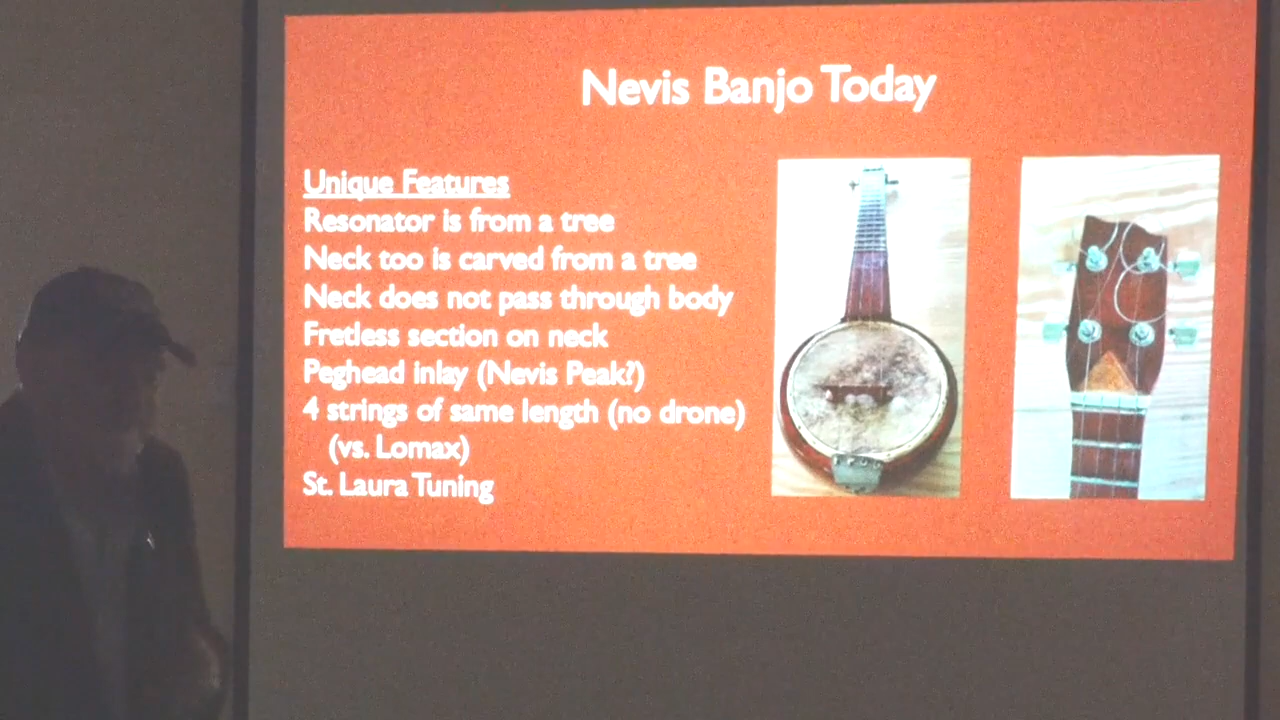 Nevis Banjo Today
Unique Features
Resonator is from a tree
Neck too is carved from a tree
Neck does not pass through body
Fretless section on neck
Peghead inlay (Nevis Peak?)
4 strings of same length (no drone)
(vs. Lomax)
St. Laura Tuning